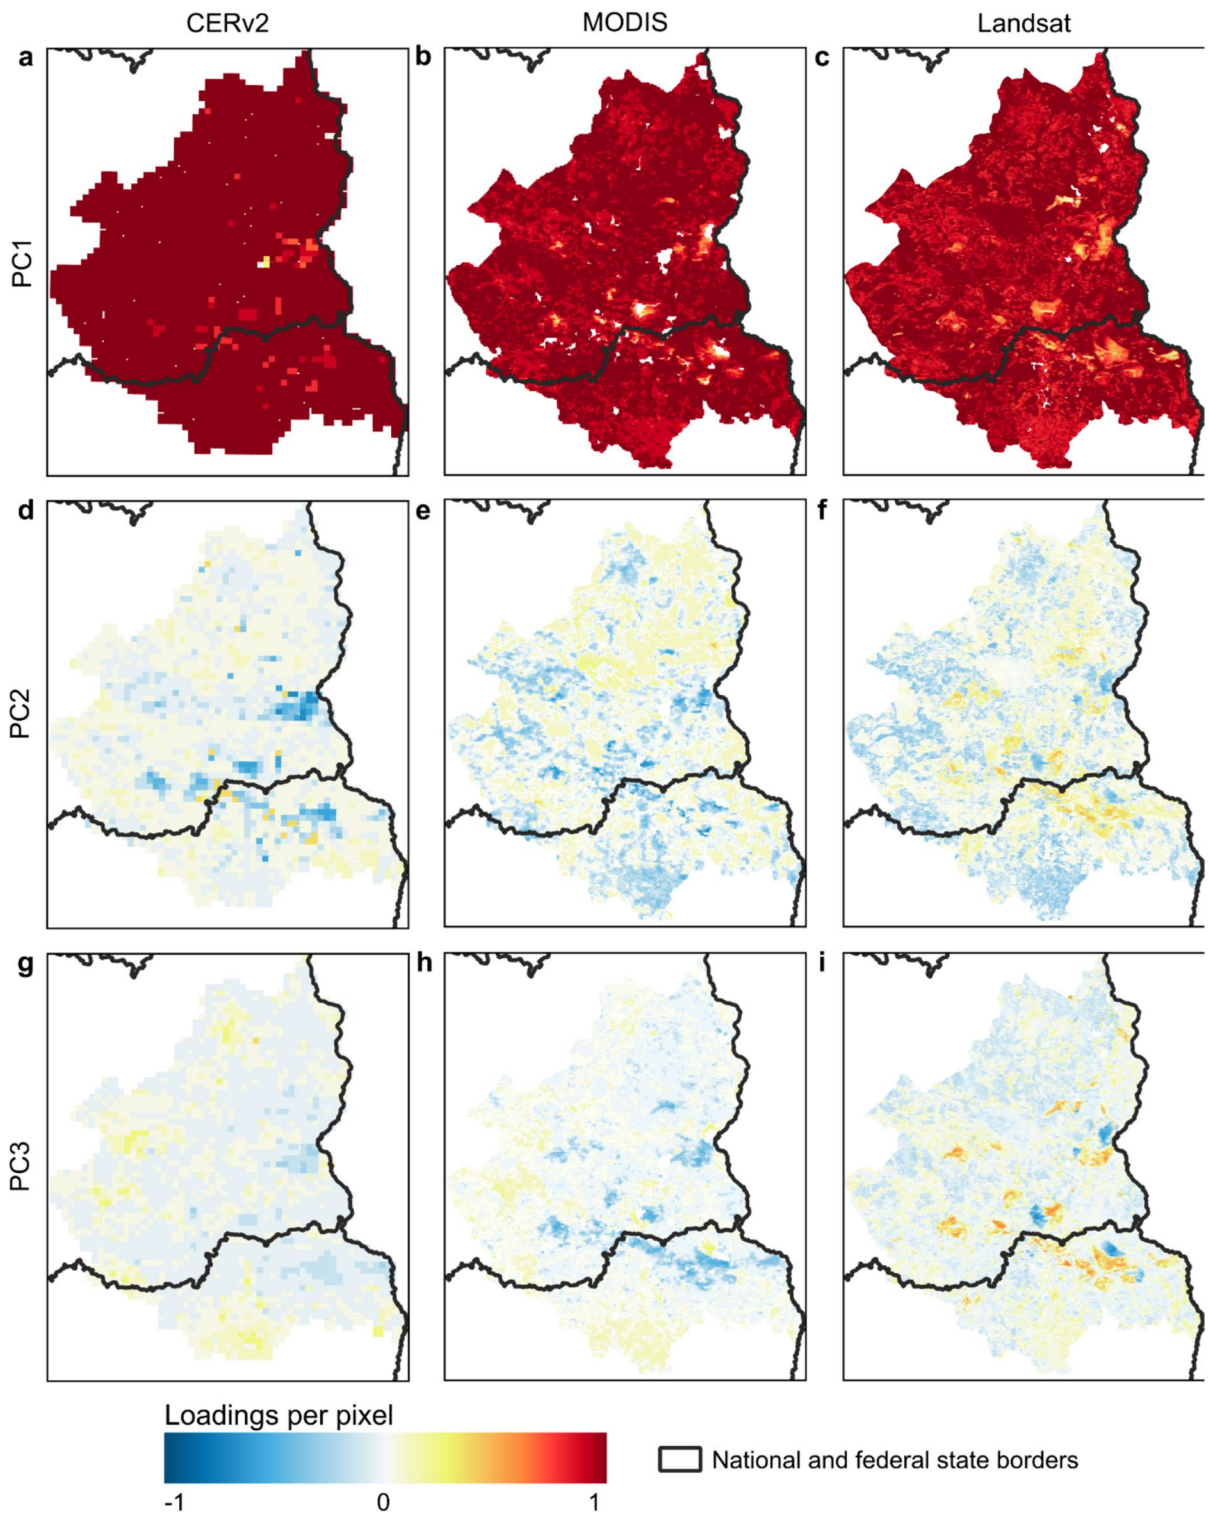 CERv2 MODIS Landsat
a b c
PC1
d e f
PC2
g h i
PC3
Loadings per pixel
National and federal state borders
-1 0 1